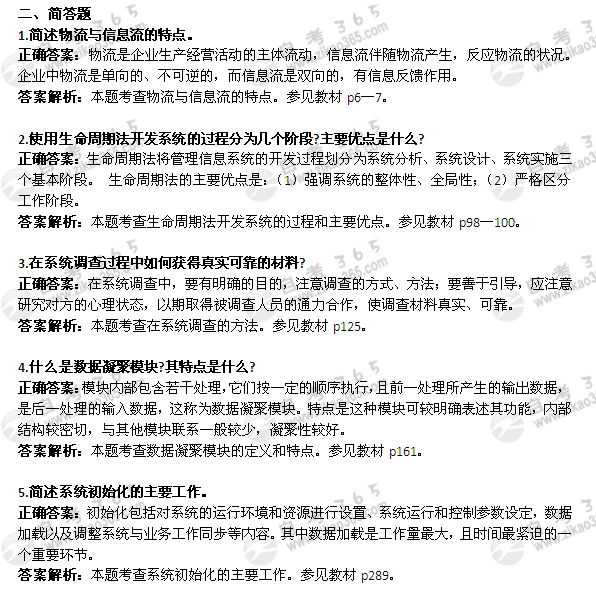 二、简答题
1.简述物流与信息流的特点。
正确答案：物流是企业生产经营活动的主体流动，信息流伴随物流产生，反应物流的状况。
企业中物流是单向的、不可逆的，而信息流是双向的，有信息反馈作用。
答案解析：本题考查物流与信息流的特点。参见教材 p6—7。
2.使用生命周期法开发系统的过程分为几个阶段?主要优点是什么?
正确答案：生命周期法将管理信息系统的开发过程划分为系统分析、系统设计、系统实施三
个基本阶段。 生命周期法的主要优点是：（1）强调系统的整体性、全局性；（2）严格区分
工作阶段。
答案解析：本题考查生命周期法开发系统的过程和主要优点。参见教材 p98—100。
3.在系统调查过程中如何获得真实可靠的材料?
正确答案：在系统调查中，要有明确的目的，注意调查的方式、方法；要善于引导，应注意
研究对方的心理状态，以期取得被调查人员的通力合作，使调查材料真实、可靠。
答案解析：本题考查在系统调查的方法。参见教材 p125。
4.什么是数据凝聚模块?其特点是什么?
正确答案：模块内部包含若干处理，它们按一定的顺序执行，且前一处理所产生的输出数据，
是后一处理的输入数据，这称为数据凝聚模块。特点是这种模块可较明确表述其功能，内部
结构较密切，与其他模块联系一般较少，凝聚性较好。
答案解析：本题考查数据凝聚模块的定义和特点。参见教材 p161。
5.简述系统初始化的主要工作。
正确答案：初始化包括对系统的运行环境和资源进行设置、系统运行和控制参数设定，数据
加载以及调整系统与业务工作同步等内容。其中数据加载是工作量最大，且时间最紧迫的一
个重要环节。
答案解析：本题考查系统初始化的主要工作。参见教材 p289。